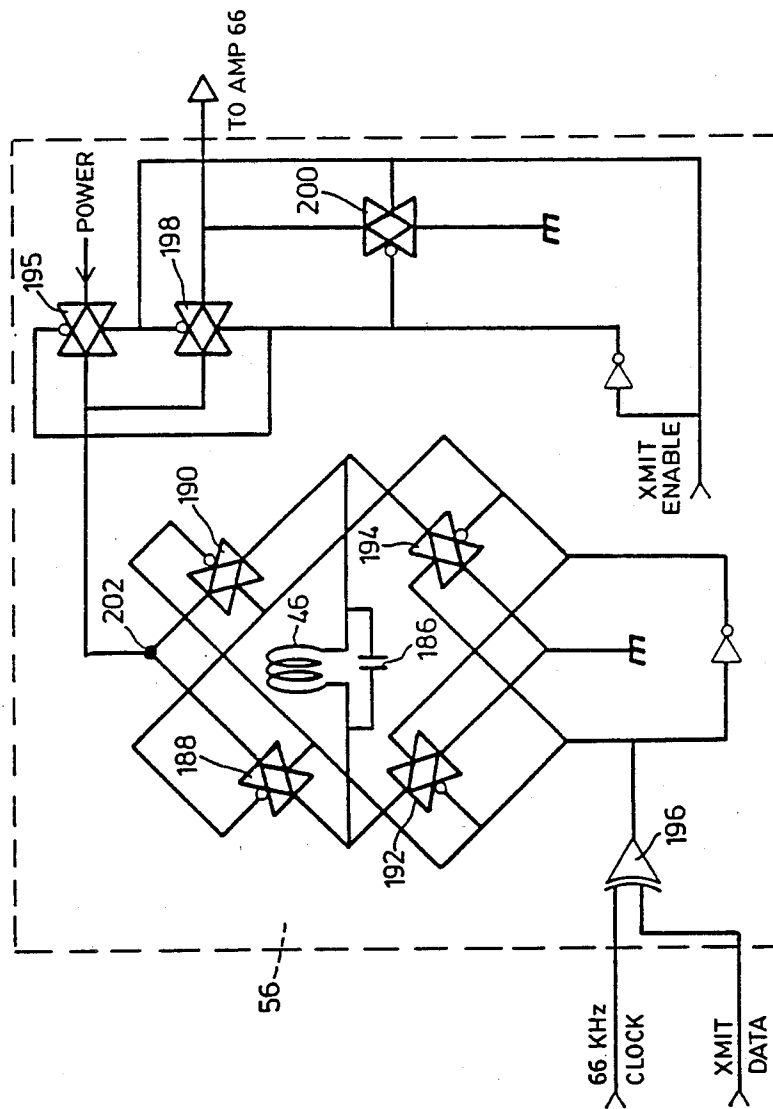 195
POWER
198
TO AMP 66
200
202
190
188
46
186
194
192
XMIT
ENABLE
56
196
66 KHz
CLOCK
XMIT
DATA